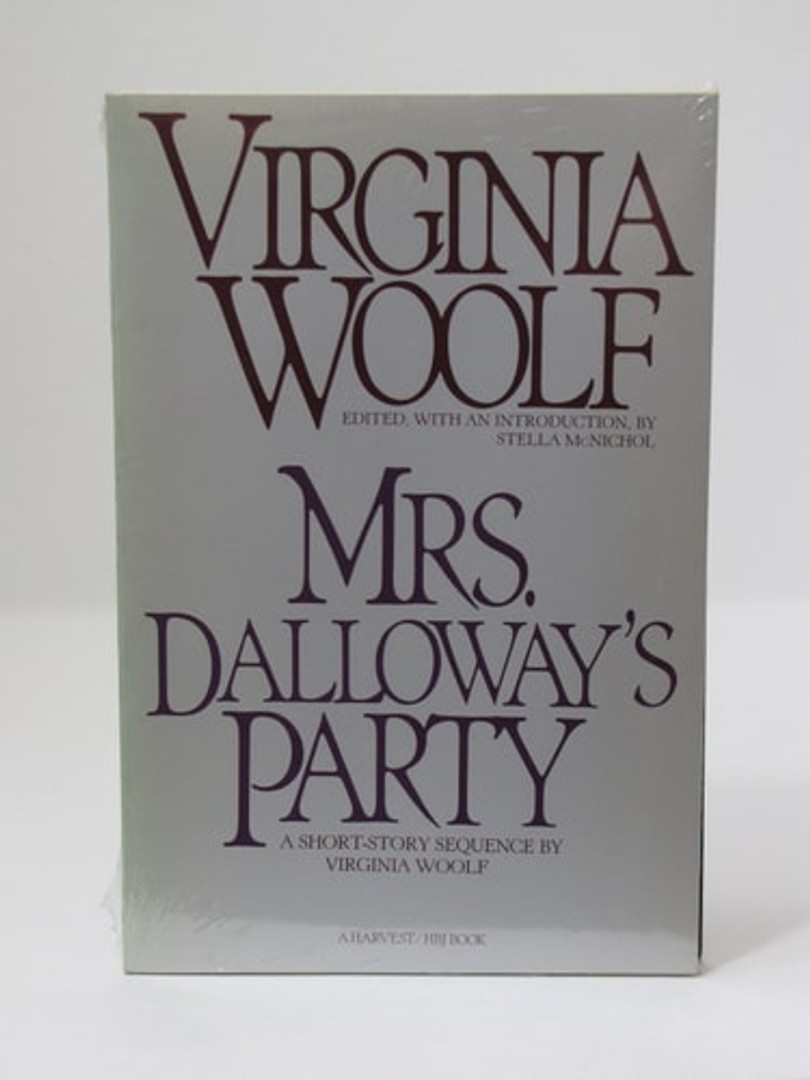 VIRGINIA
WOOLF
EDITED, WITH AN INTRODUCTION, BY
STELLA McNICHOL
MRS.
DALLOWAY'S
PARTY
A SHORT-STORY SEQUENCE BY
VIRGINIA WOOLF
A HARVEST/HBJ BOOK